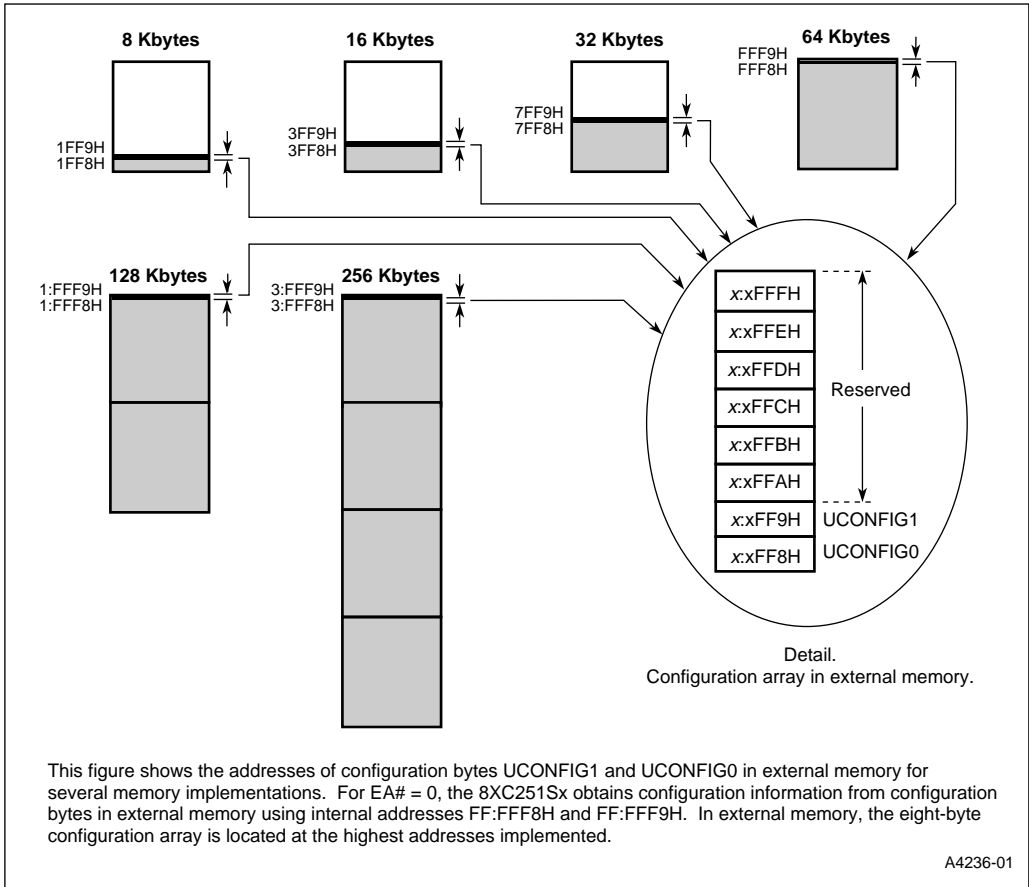 8 Kbytes
16 Kbytes
32 Kbytes
64 Kbytes
1FF9H
1FF8H
3FF9H
3FF8H
7FF9H
7FF8H
FFF9H
FFF8H
128 Kbytes
1:FFF9H
1:FFF8H
256 Kbytes
3:FFF9H
3:FFF8H
x:xFFFH
x:xFFEH
x:xFFDH
x:xFFCH
x:xFFBH
x:xFFAH
Reserved
x:xFF9H UCONFIG1
x:xFF8H UCONFIG0
Detail.
Configuration array in external memory.
This figure shows the addresses of configuration bytes UCONFIG1 and UCONFIG0 in external memory for
several memory implementations. For EA# = 0, the 8XC251Sx obtains configuration information from configuration
bytes in external memory using internal addresses FF:FFF8H and FF:FFF9H. In external memory, the eight-byte
configuration array is located at the highest addresses implemented.
A4236-01